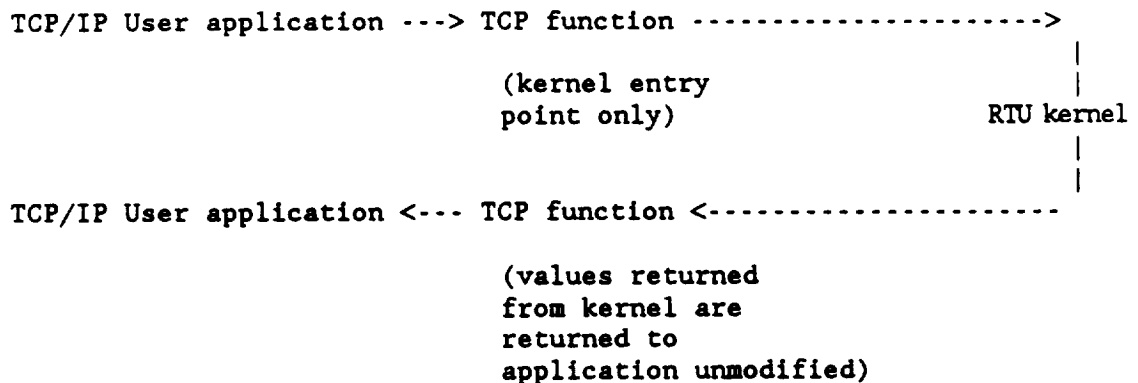 TCP/IP User application ---> TCP function ---------------------->
(kernel entry
point only)
RTU kernel
TCP/IP User application <--- TCP function <----------------------
(values returned
from kernel are
returned to
application unmodified)